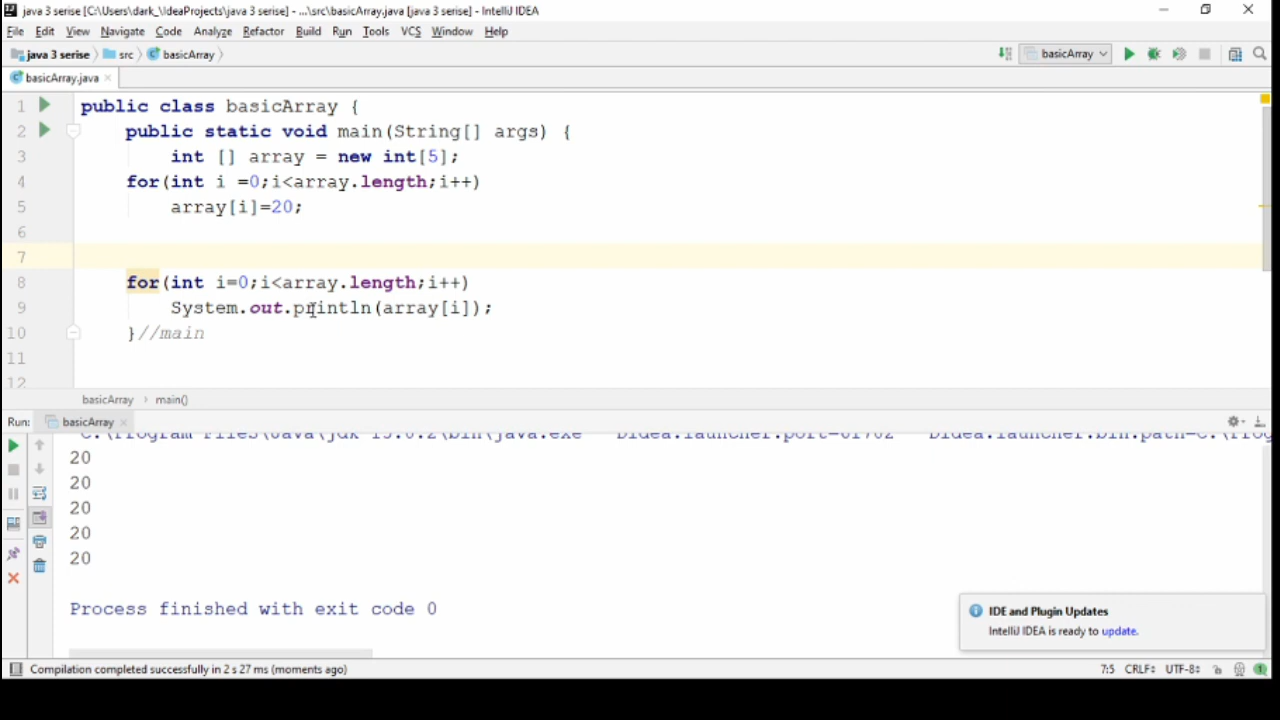 java 3 serise [C:\Users\dark_\IdeaProjects\java 3 serise] - ...\src\basicArray.java [java 3 serise] - IntelliJ IDEA
File Edit View Navigate Code Analyze Refactor Build Run Tools VCS Window Help
java 3 serise src basicArray basicArray
basicArray.java
1 public class basicArray {
2 public static void main(String[] args) {
3 int [] array = new int[5];
4 for(int i =0;i<array.length;i++)
5 array[i]=20;
6
7
8 for(int i=0;i<array.length;i++)
9 System.out.println(array[i]);
10 }//main
11
12
basicArray main()
Run: basicArray
20
20
20
20
20
Process finished with exit code 0
IDE and Plugin Updates
IntelliJ IDEA is ready to update.
Compilation completed successfully in 2 s 27 ms (moments ago) 7:5 CRLF UTF-8 1